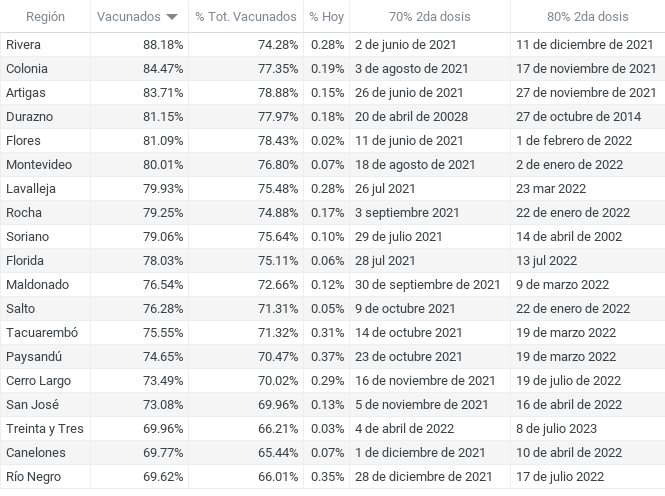 Región Vacunados % Tot. Vacunados % Hoy 70% 2da dosis 80% 2da dosis
Rivera 88.18% 74.28% 0.28% 2 de junio de 2021 11 de diciembre de 2021
Colonia 84.47% 77.35% 0.19% 3 de agosto de 2021 17 de noviembre de 2021
Artigas 83.71% 78.88% 0.15% 26 de junio de 2021 27 de noviembre de 2021
Durazno 81.15% 77.97% 0.18% 20 de abril de 20028 27 de octubre de 2014
Flores 81.09% 78.43% 0.02% 11 de junio de 2021 1 de febrero de 2022
Montevideo 80.01% 76.80% 0.07% 18 de agosto de 2021 2 de enero de 2022
Lavalleja 79.93% 75.48% 0.28% 26 jul 2021 23 mar 2022
Rocha 79.25% 74.88% 0.17% 3 septiembre 2021 22 de enero de 2022
Soriano 79.06% 75.64% 0.10% 29 de julio 2021 14 de abril de 2002
Florida 78.03% 75.11% 0.06% 28 jul 2021 13 jul 2022
Maldonado 76.54% 72.66% 0.12% 30 de septiembre de 2021 9 de marzo 2022
Salto 76.28% 71.31% 0.05% 9 de octubre 2021 22 de enero de 2022
Tacuarembó 75.55% 71.32% 0.31% 14 de octubre 2021 19 de marzo 2022
Paysandú 74.65% 70.47% 0.37% 23 de octubre 2021 19 de marzo 2022
Cerro Largo 73.49% 70.02% 0.29% 16 de noviembre de 2021 19 de julio de 2022
San José 73.08% 69.96% 0.13% 5 de noviembre de 2021 16 de abril de 2022
Treinta y Tres 69.96% 66.21% 0.03% 4 de abril de 2022 8 de julio 2023
Canelones 69.77% 65.44% 0.07% 1 de diciembre de 2021 10 de abril de 2022
Río Negro 69.62% 66.01% 0.35% 28 de diciembre de 2021 17 de julio 2022